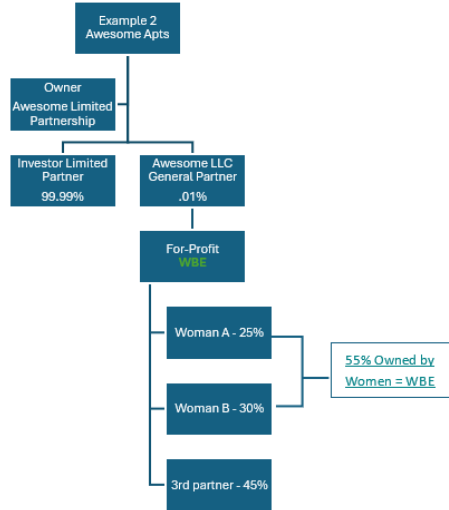 Example 2
Awesome Apts
Owner
Awesome Limited
Partnership
Investor Limited
Partner
99.99%
Awesome LLC
General Partner
.01%
For-Profit
WBE
Woman A - 25%
55% Owned by
Women = WBE
Woman B - 30%
3rd partner - 45%